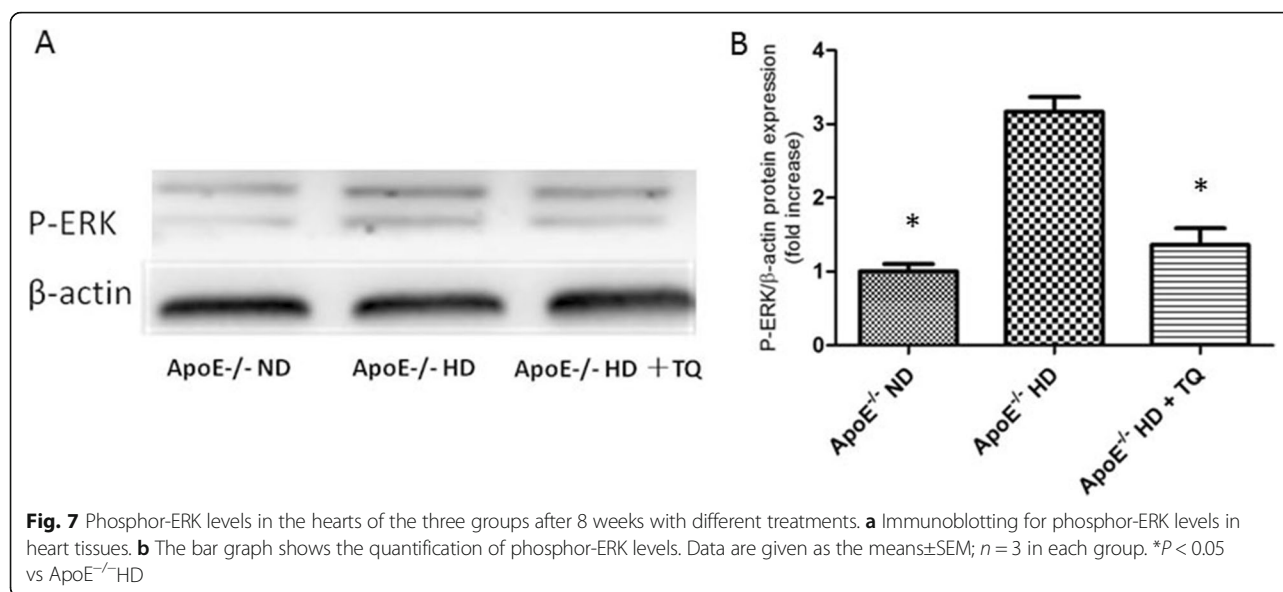 A
P-ERK
β-actin
ApoE-/- ND
ApoE-/- HD
ApoE-/- HD +TQ
B
P-ERK/β-actin protein expression
(fold increase)
4
3
2
1
0
*
*
ApoE-/- ND
ApoE-/- HD
ApoE-/- HD + TQ
Fig. 7 Phosphor-ERK levels in the hearts of the three groups after 8 weeks with different treatments. a Immunoblotting for phosphor-ERK levels in
heart tissues. b The bar graph shows the quantification of phosphor-ERK levels. Data are given as the means±SEM; n = 3 in each group. *P < 0.05
vs ApoE−/−HD